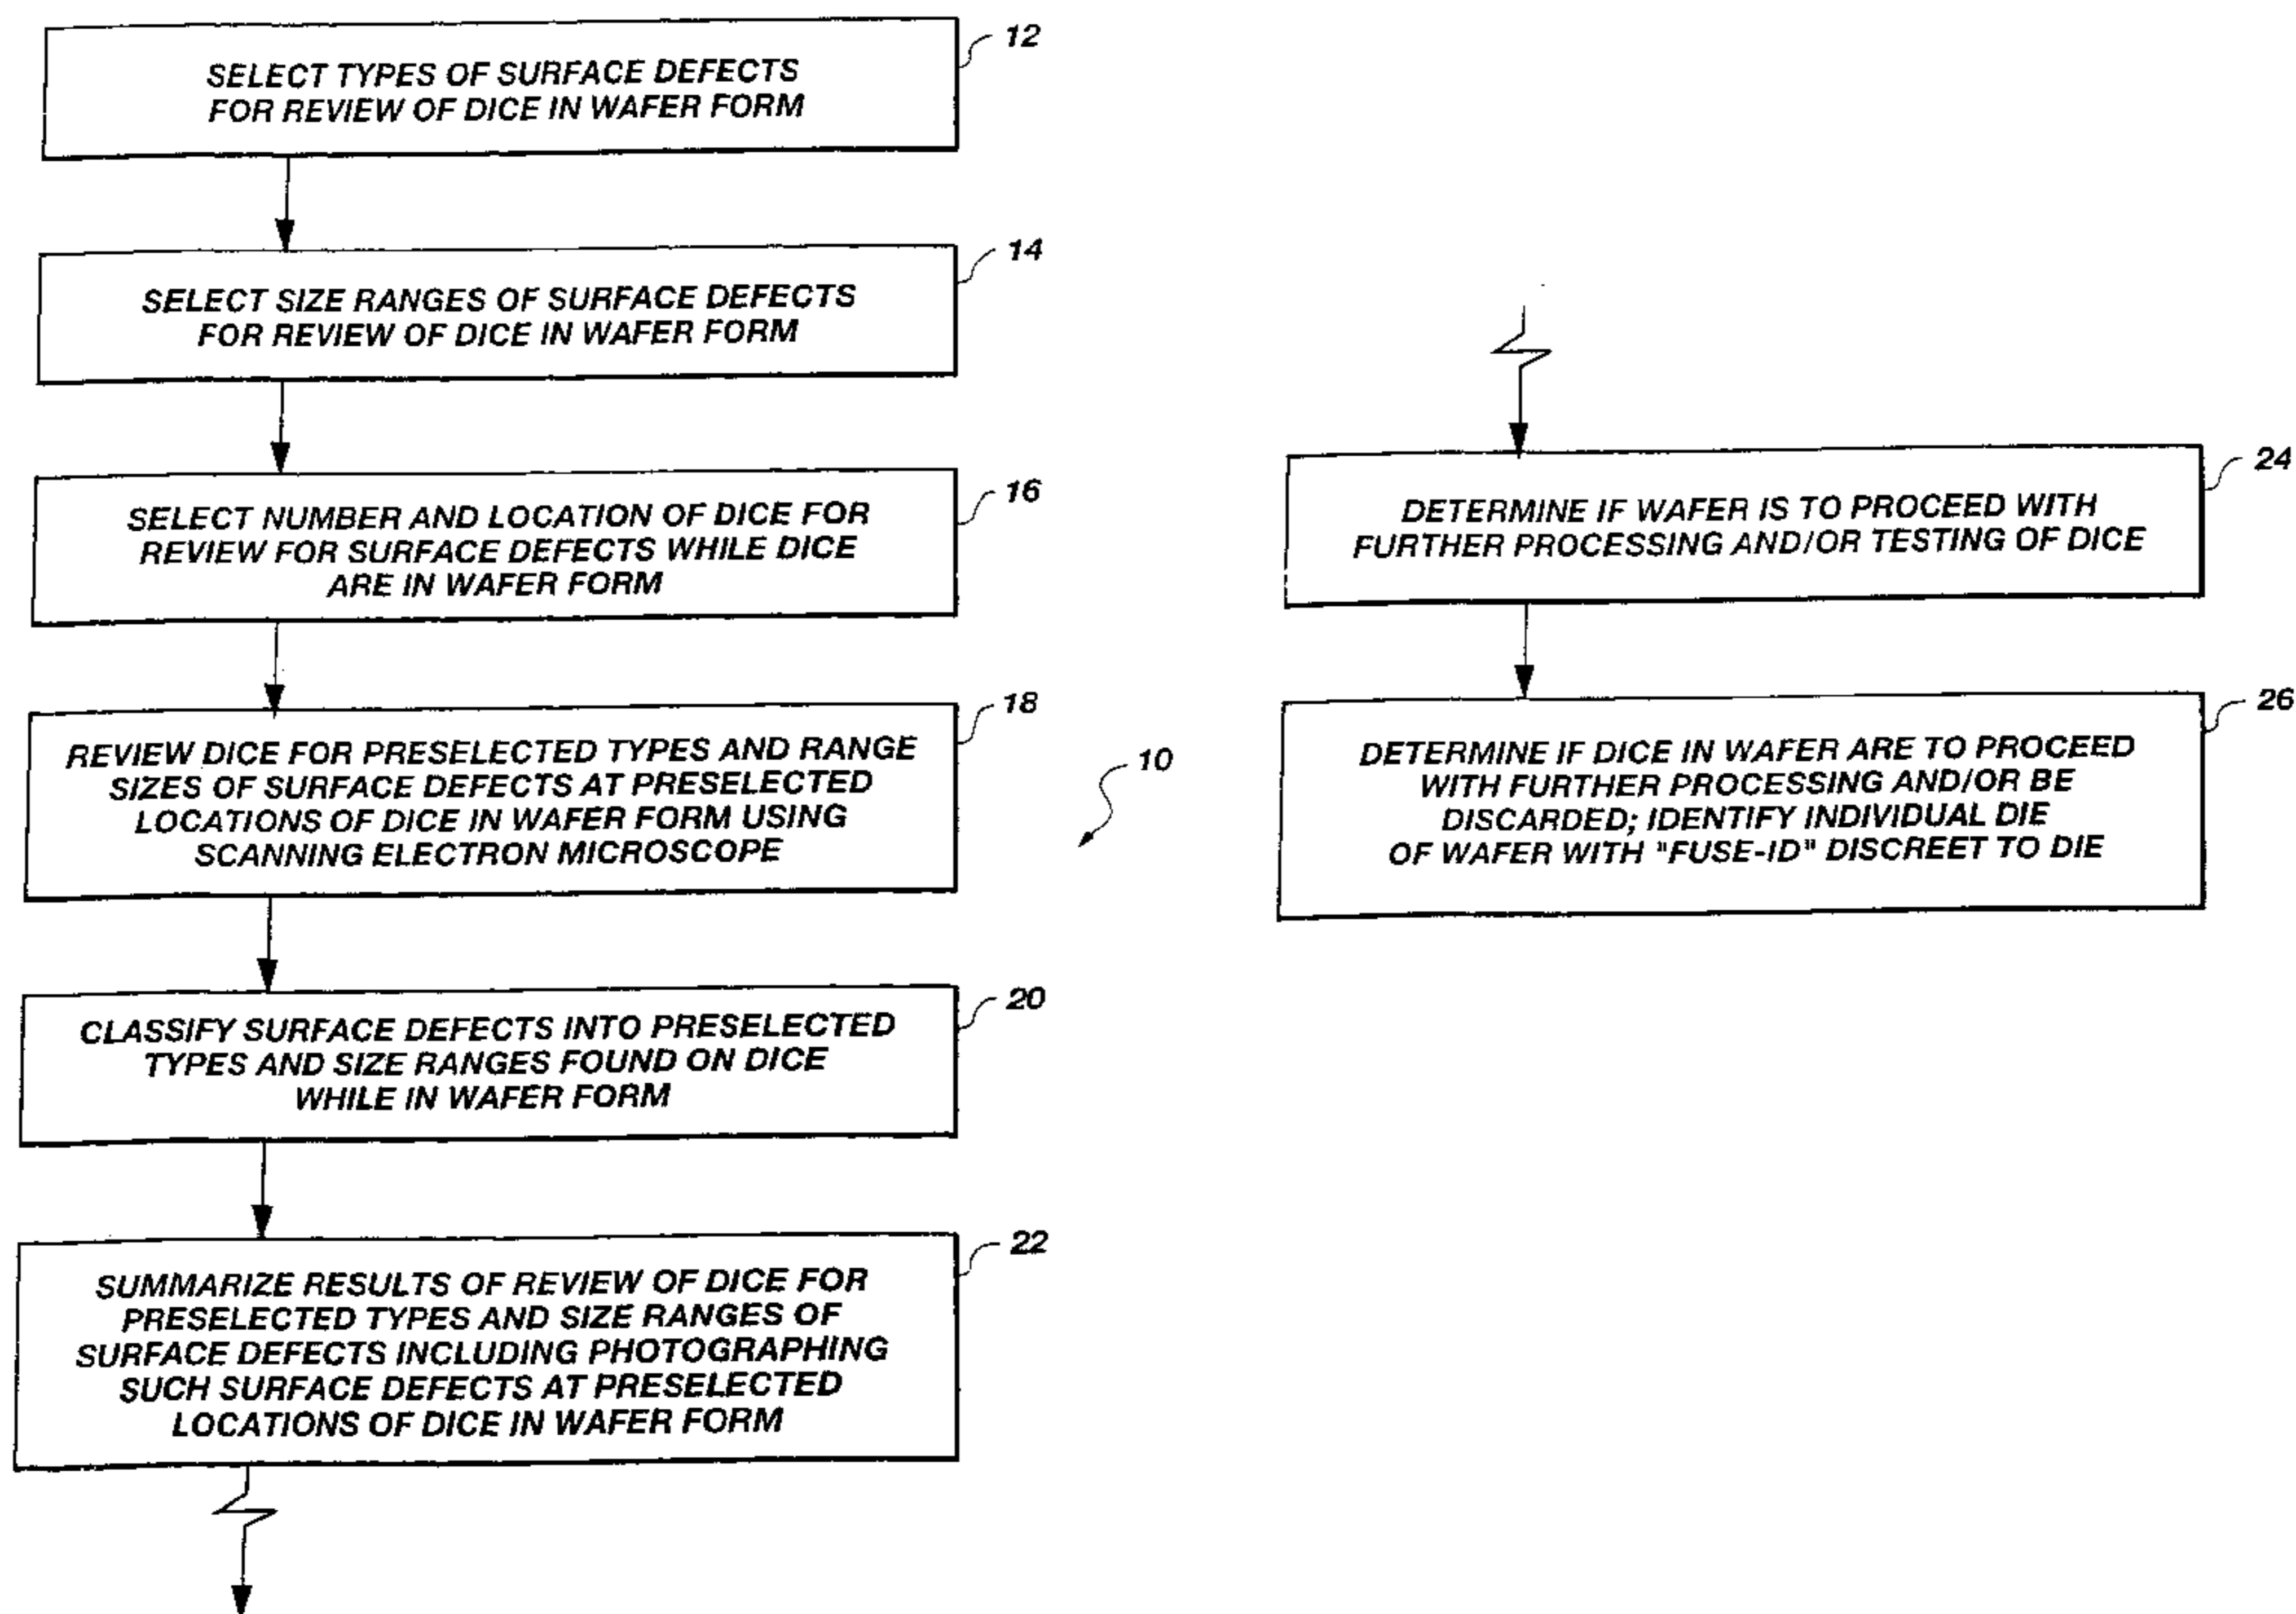 12
SELECT TYPES OF SURFACE DEFECTS
FOR REVIEW OF DICE IN WAFER FORM
14
SELECT SIZE RANGES OF SURFACE DEFECTS
FOR REVIEW OF DICE IN WAFER FORM
16
SELECT NUMBER AND LOCATION OF DICE FOR
REVIEW FOR SURFACE DEFECTS WHILE DICE
ARE IN WAFER FORM
18
REVIEW DICE FOR PRESELECTED TYPES AND RANGE
SIZES OF SURFACE DEFECTS AT PRESELECTED
LOCATIONS OF DICE IN WAFER FORM USING
SCANNING ELECTRON MICROSCOPE
20
CLASSIFY SURFACE DEFECTS INTO PRESELECTED
TYPES AND SIZE RANGES FOUND ON DICE
WHILE IN WAFER FORM
22
SUMMARIZE RESULTS OF REVIEW OF DICE FOR
PRESELECTED TYPES AND SIZE RANGES OF
SURFACE DEFECTS INCLUDING PHOTOGRAPHING
SUCH SURFACE DEFECTS AT PRESELECTED
LOCATIONS OF DICE IN WAFER FORM
10
24
DETERMINE IF WAFER IS TO PROCEED WITH
FURTHER PROCESSING AND/OR TESTING OF DICE
26
DETERMINE IF DICE IN WAFER ARE TO PROCEED
WITH FURTHER PROCESSING AND/OR BE
DISCARDED; IDENTIFY INDIVIDUAL DIE
OF WAFER WITH "FUSE-ID" DISCREET TO DIE